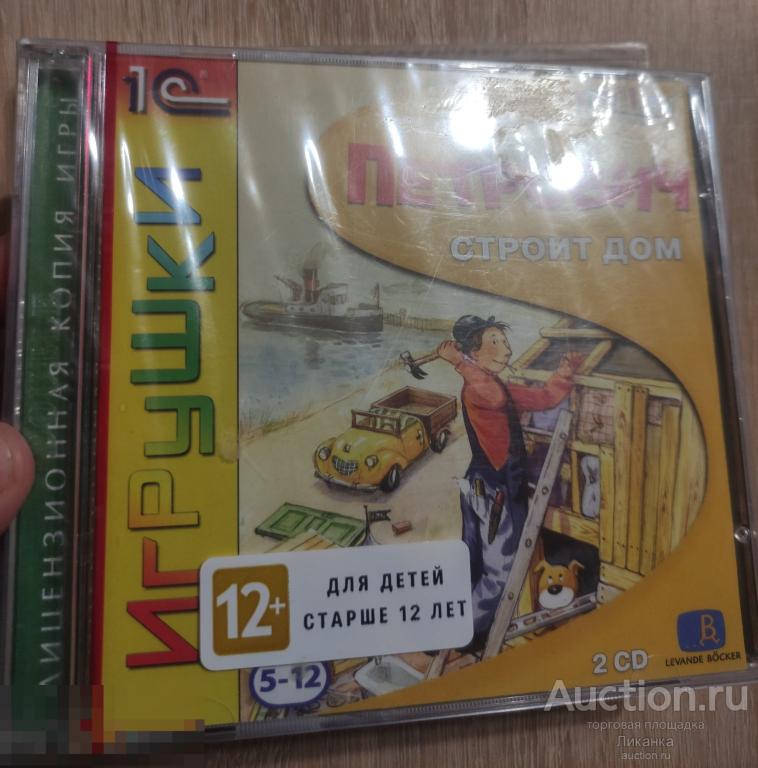 ЛИЦЕНЗИОННАЯ КОПИЯ ИГРЫ
1С
ИГРУШКИ
ПЕТРОВИЧ
СТРОИТ ДОМ
12+
ДЛЯ ДЕТЕЙ
СТАРШЕ 12 ЛЕТ
5-12
2 CD
LEVANDE BÖCKER
Auction.ru
торговая площадка
Ликанка
auction.ru